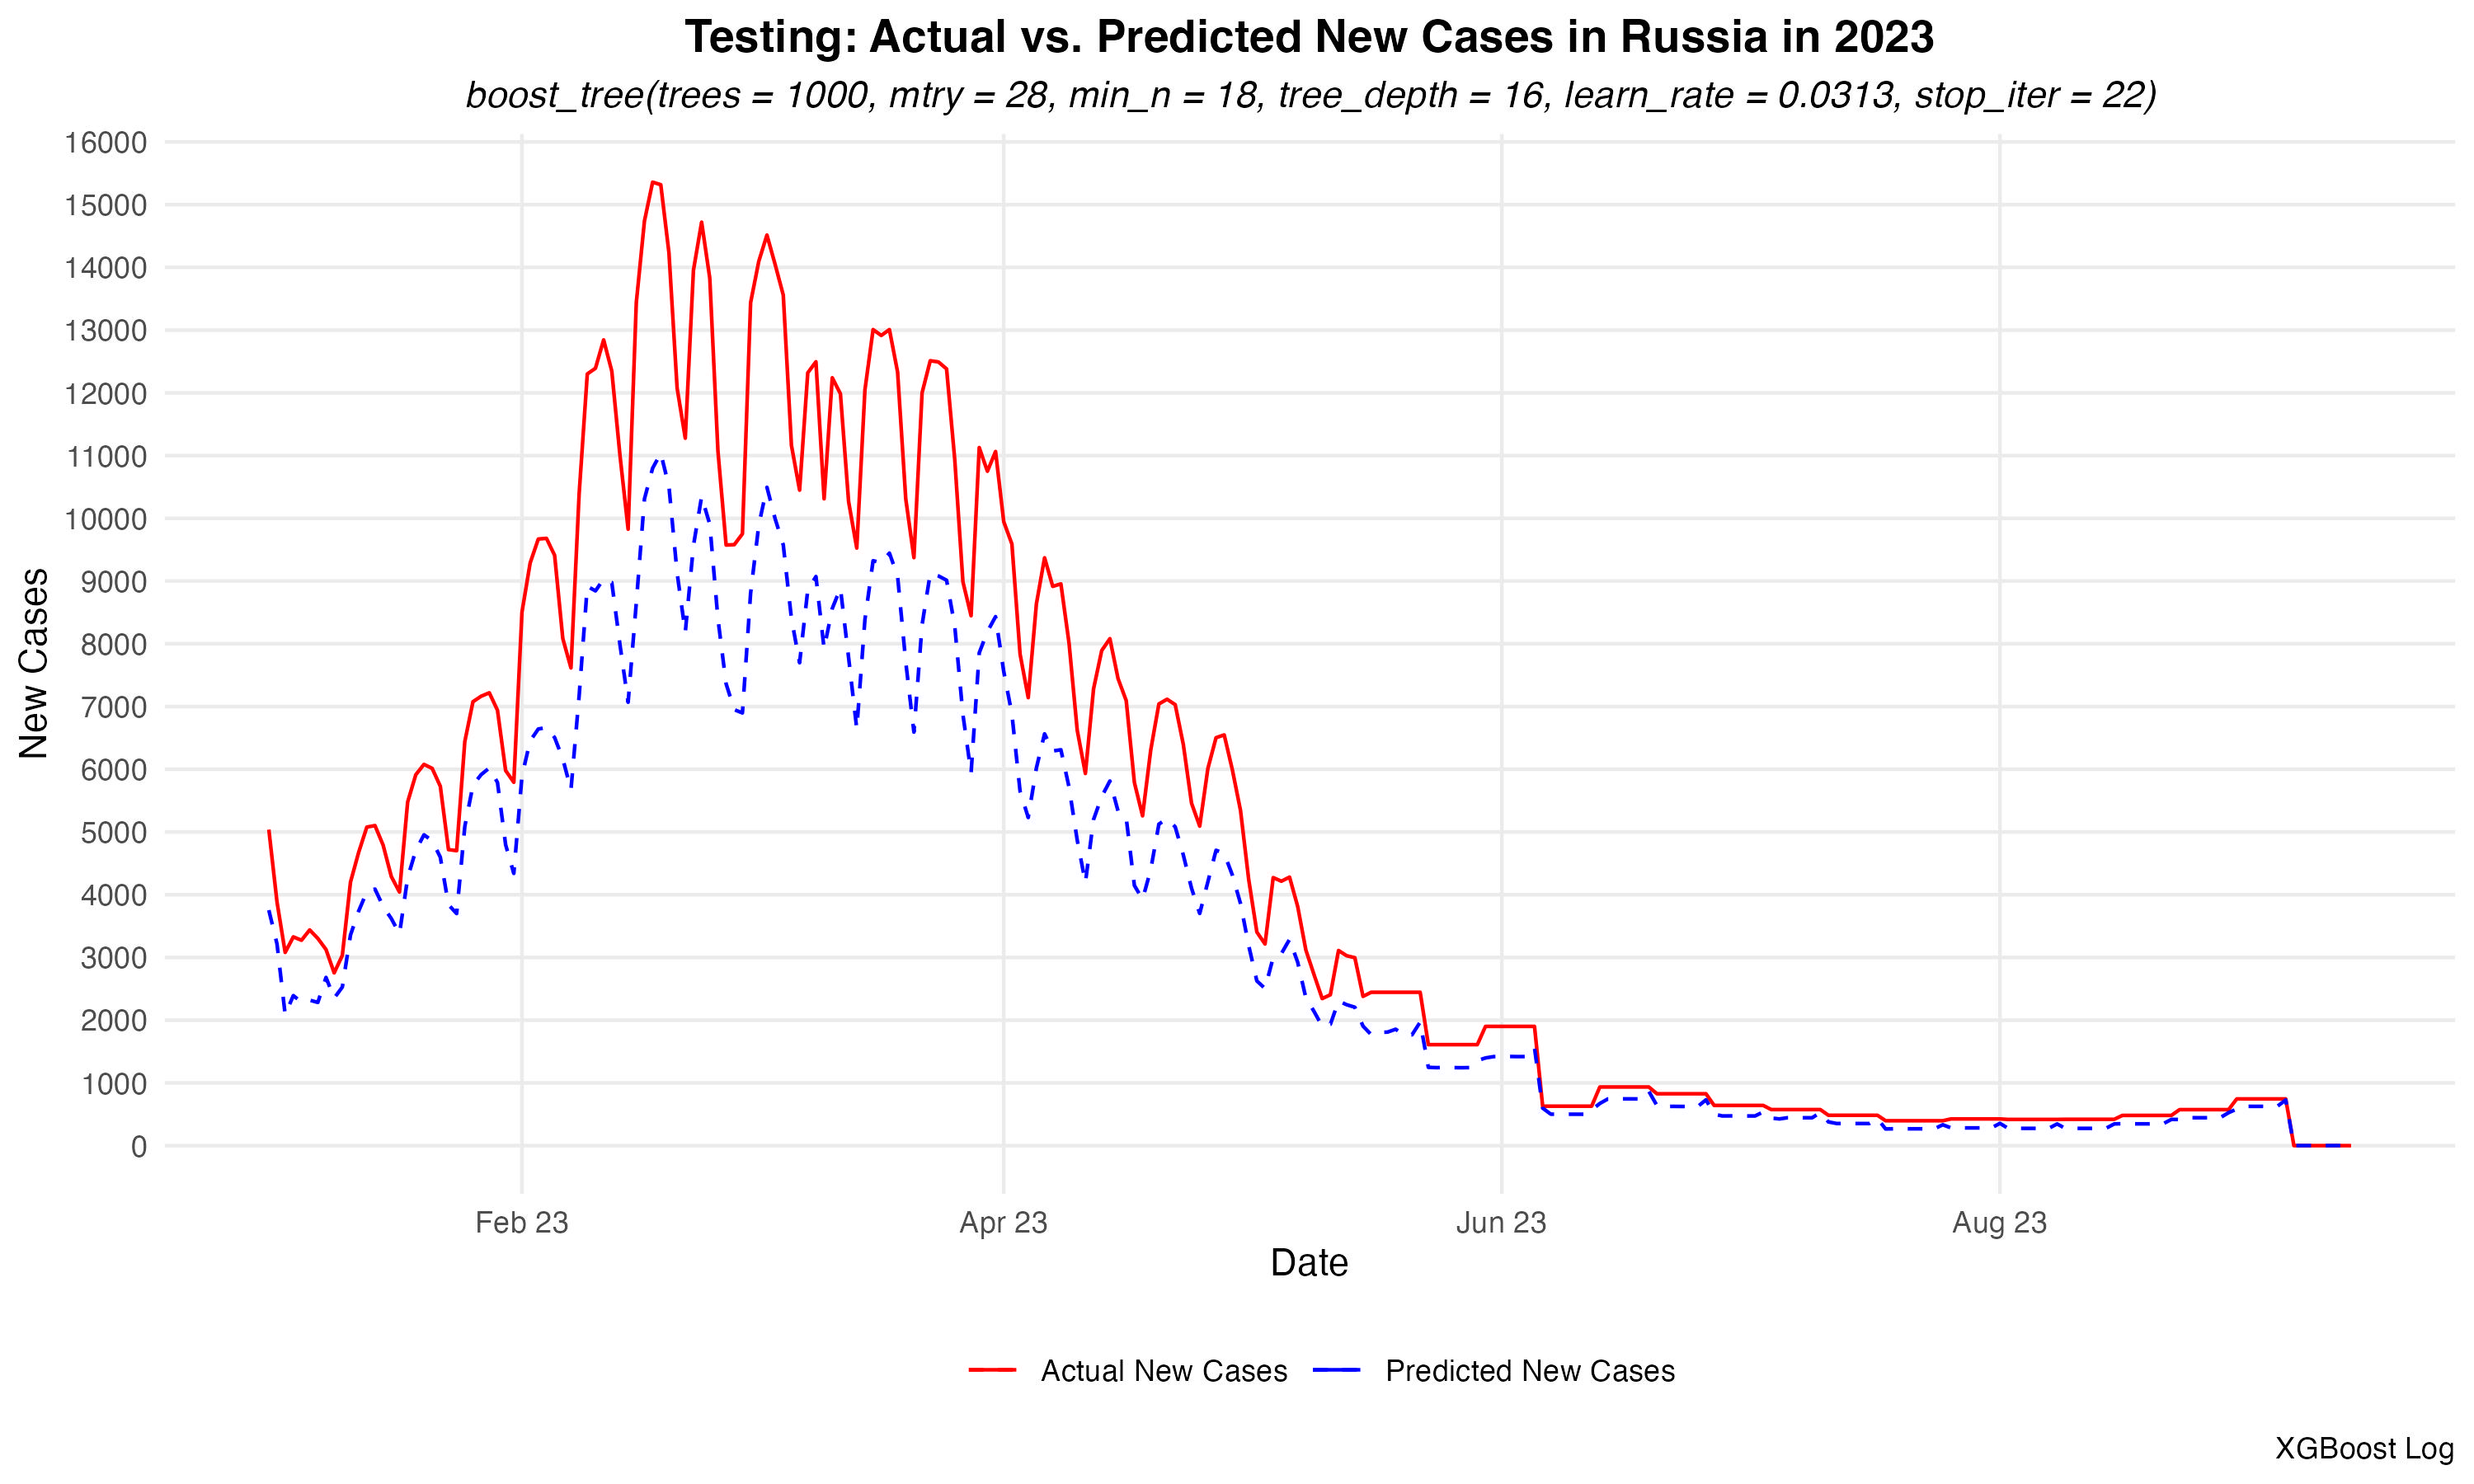 Testing: Actual vs. Predicted New Cases in Russia in 2023
boost_tree(trees = 1000, mtry = 28, min_n = 18, tree_depth = 16, learn_rate = 0.0313, stop_iter = 22)
16000
15000
14000
13000
12000
11000
10000
9000
8000
7000
6000
5000
4000
3000
2000
1000
0
New Cases
Feb 23 Apr 23 Jun 23 Aug 23
Date
Actual New Cases Predicted New Cases
XGBoost Log